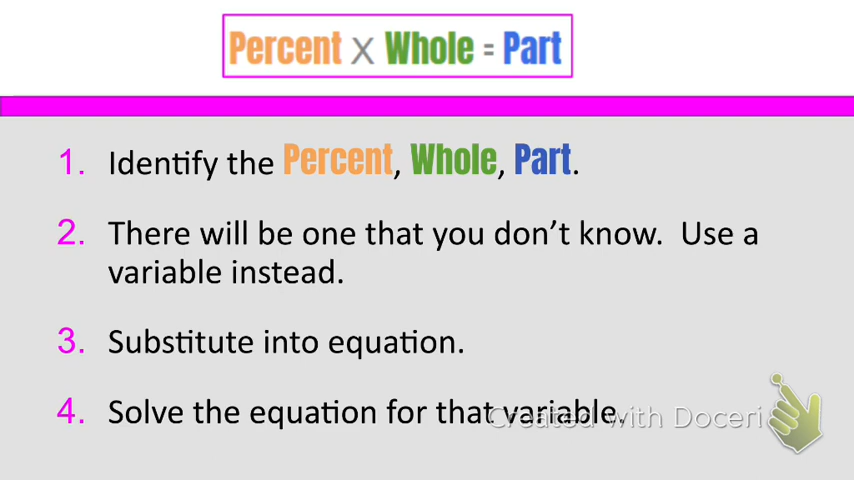 Percent X Whole = Part
1. Identify the Percent, Whole, Part.
2. There will be one that you don't know. Use a
variable instead.
3. Substitute into equation.
4. Solve the equation for that variable.
Created with Doceri